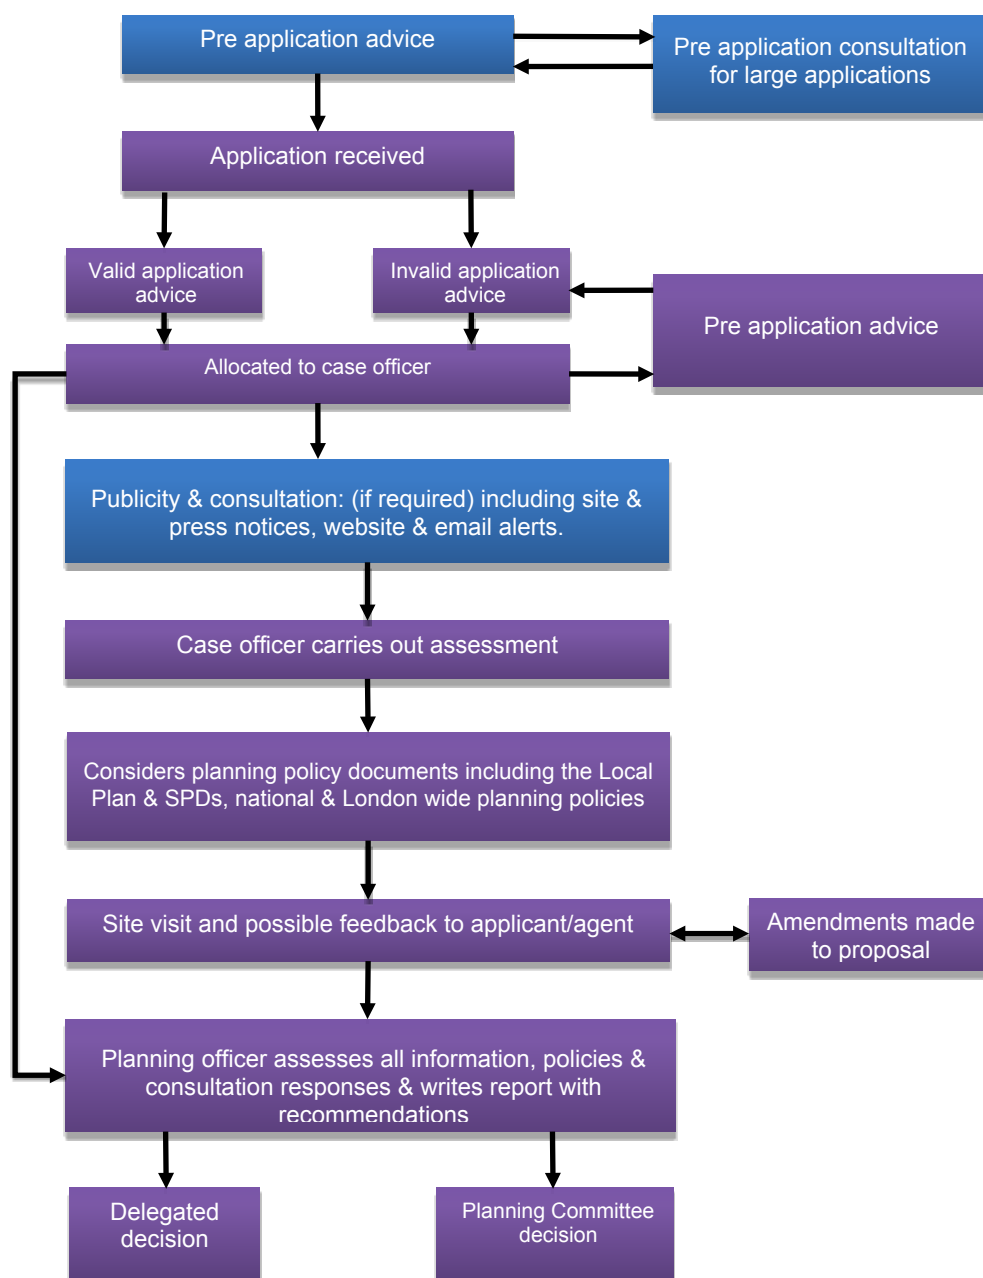 Pre application advice
Pre application consultation
for large applications
Application received
Valid application
advice
Invalid application
advice
Pre application advice
Allocated to case officer
Publicity & consultation: (if required) including site &
press notices, website & email alerts.
Case officer carries out assessment
Considers planning policy documents including the Local
Plan & SPDs, national & London wide planning policies
Site visit and possible feedback to applicant/agent
Amendments made
to proposal
Planning officer assesses all information, policies &
consultation responses & writes report with
recommendations
Delegated
decision
Planning Committee
decision